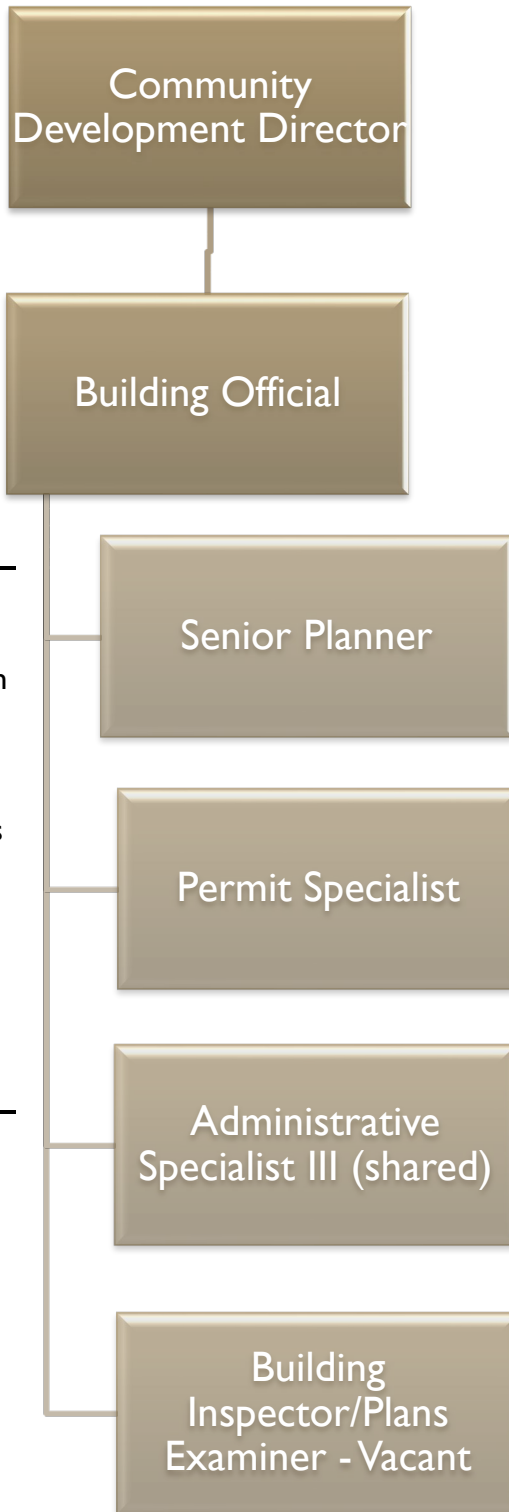 Community
Development Director
Building Official
Senior Planner
Permit Specialist
Administrative
Specialist III (shared)
Building
Inspector/Plans
Examiner - Vacant